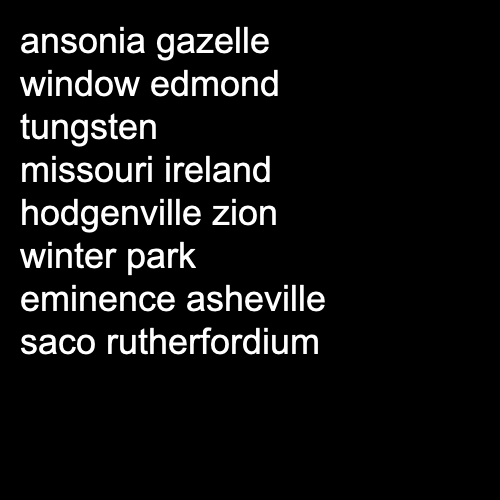 ansonia gazelle
window edmond
tungsten
missouri ireland
hodgenville zion
winter park
eminence asheville
saco rutherfordium